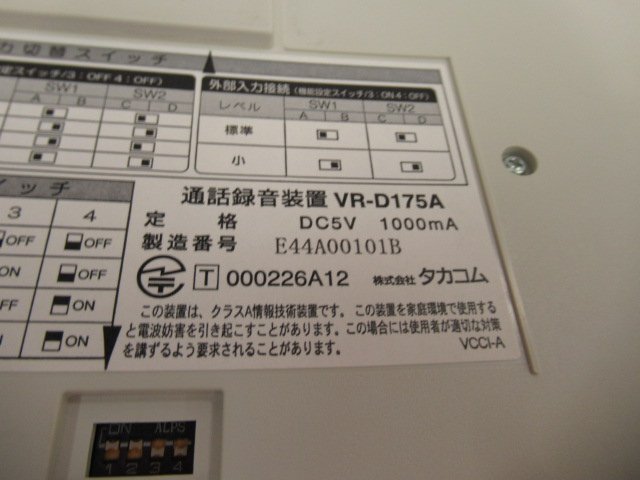 力切替スイッチ
定スイッチ/3：OFF 4：OFF)
SW1 SW2
A B C D
外部入力接続 (機能設定スイッチ/3：ON 4：OFF)
レベル SW1 SW2
A B C D
標準
小
スイッチ
3 4
OFF OFF
ON OFF
FF ON
FF ON
通話録音装置 VR-D175A
定 格 DC5V 1000mA
製造番号 E44A00101B
T 000226A12 株式会社 タカコム
この装置は、クラスA情報技術装置です。この装置を家庭環境で使用する
と電波妨害を引き起こすことがあります。この場合には使用者が適切な対策
を講ずるよう要求されることがあります。
VCCI-A
ON ALPS
1 2 3 4